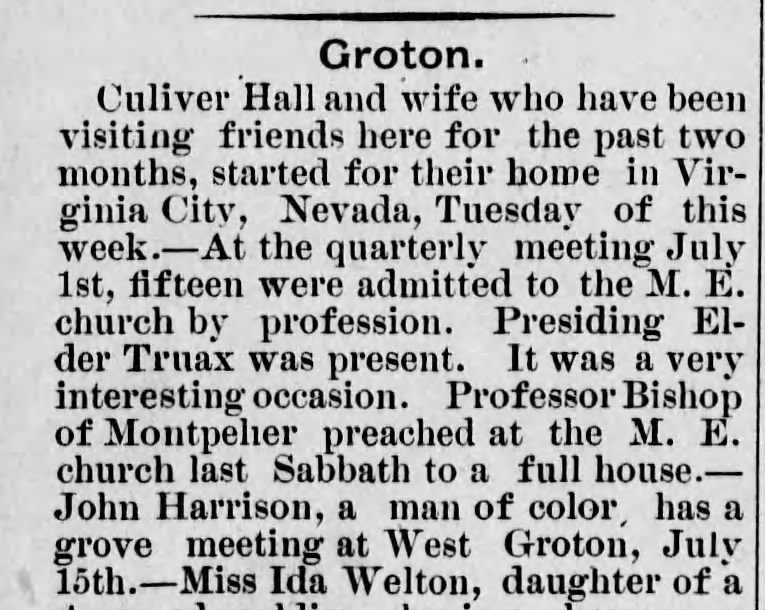 Groton.
Culiver Hall and wife who have been
visiting friends here for the past two
months, started for their home in Vir-
ginia City, Nevada, Tuesday of this
week.—At the quarterly meeting July
1st, fifteen were admitted to the M. E.
church by profession. Presiding El-
der Truax was present. It was a very
interesting occasion. Professor Bishop
of Montpelier preached at the M. E.
church last Sabbath to a full house.—
John Harrison, a man of color, has a
grove meeting at West Groton, July
15th.—Miss Ida Welton, daughter of a